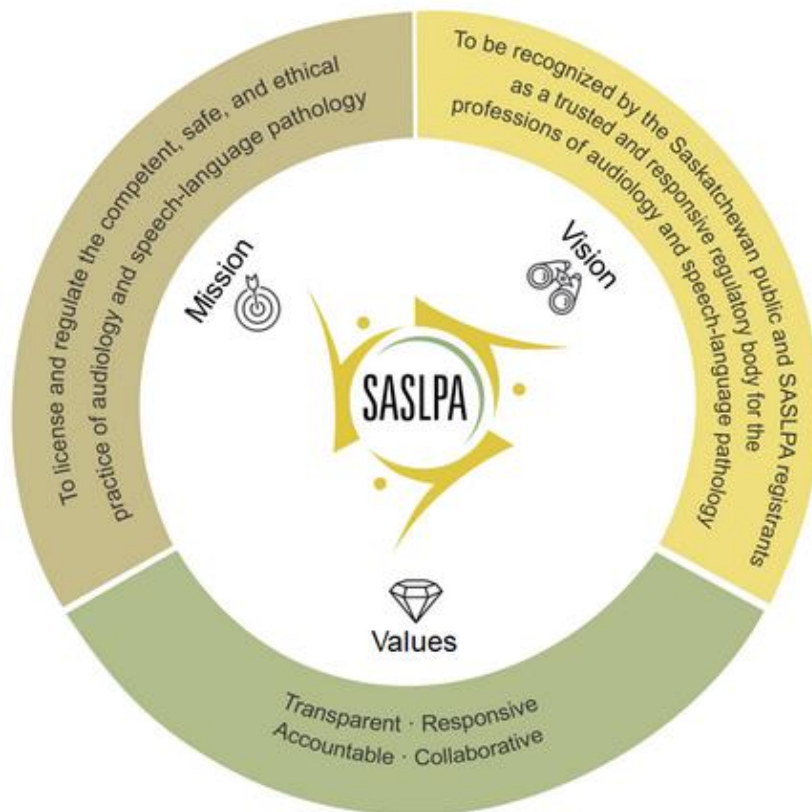 Mission
To license and regulate the competent, safe, and ethical
practice of audiology and speech-language pathology
Vision
To be recognized by the Saskatchewan public and SASLPA registrants
as a trusted and responsive regulatory body for the
professions of audiology and speech-language pathology
SASLPA
Values
Transparent · Responsive
Accountable · Collaborative